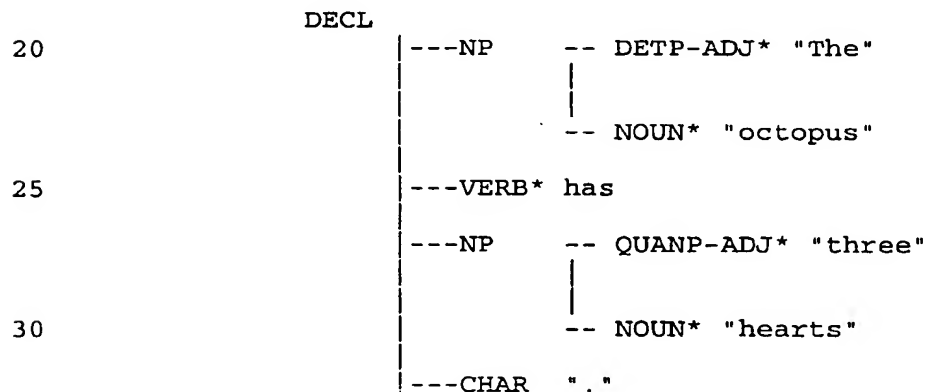 DECL
20 |---NP -- DETP-ADJ* "The"
-- NOUN* "octopus"
25 |---VERB* has
|---NP -- QUANP-ADJ* "three"
30 -- NOUN* "hearts"
|---CHAR "."